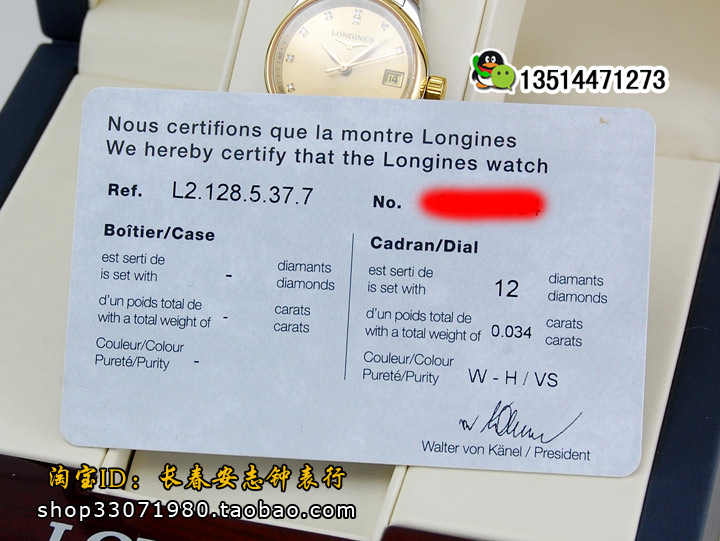 LONGINES
14
13514471273
Nous certifions que la montre Longines
We hereby certify that the Longines watch
Ref. L2.128.5.37.7 No.
Boîtier/Case
est serti de
is set with - diamants
diamonds
d'un poids total de
with a total weight of - carats
carats
Couleur/Colour
Pureté/Purity -
Cadran/Dial
est serti de
is set with 12 diamants
diamonds
d'un poids total de
with a total weight of 0.034 carats
carats
Couleur/Colour
Pureté/Purity W - H / VS
Walter von Känel / President
淘宝ID：长春安志钟表行
shop33071980.taobao.com